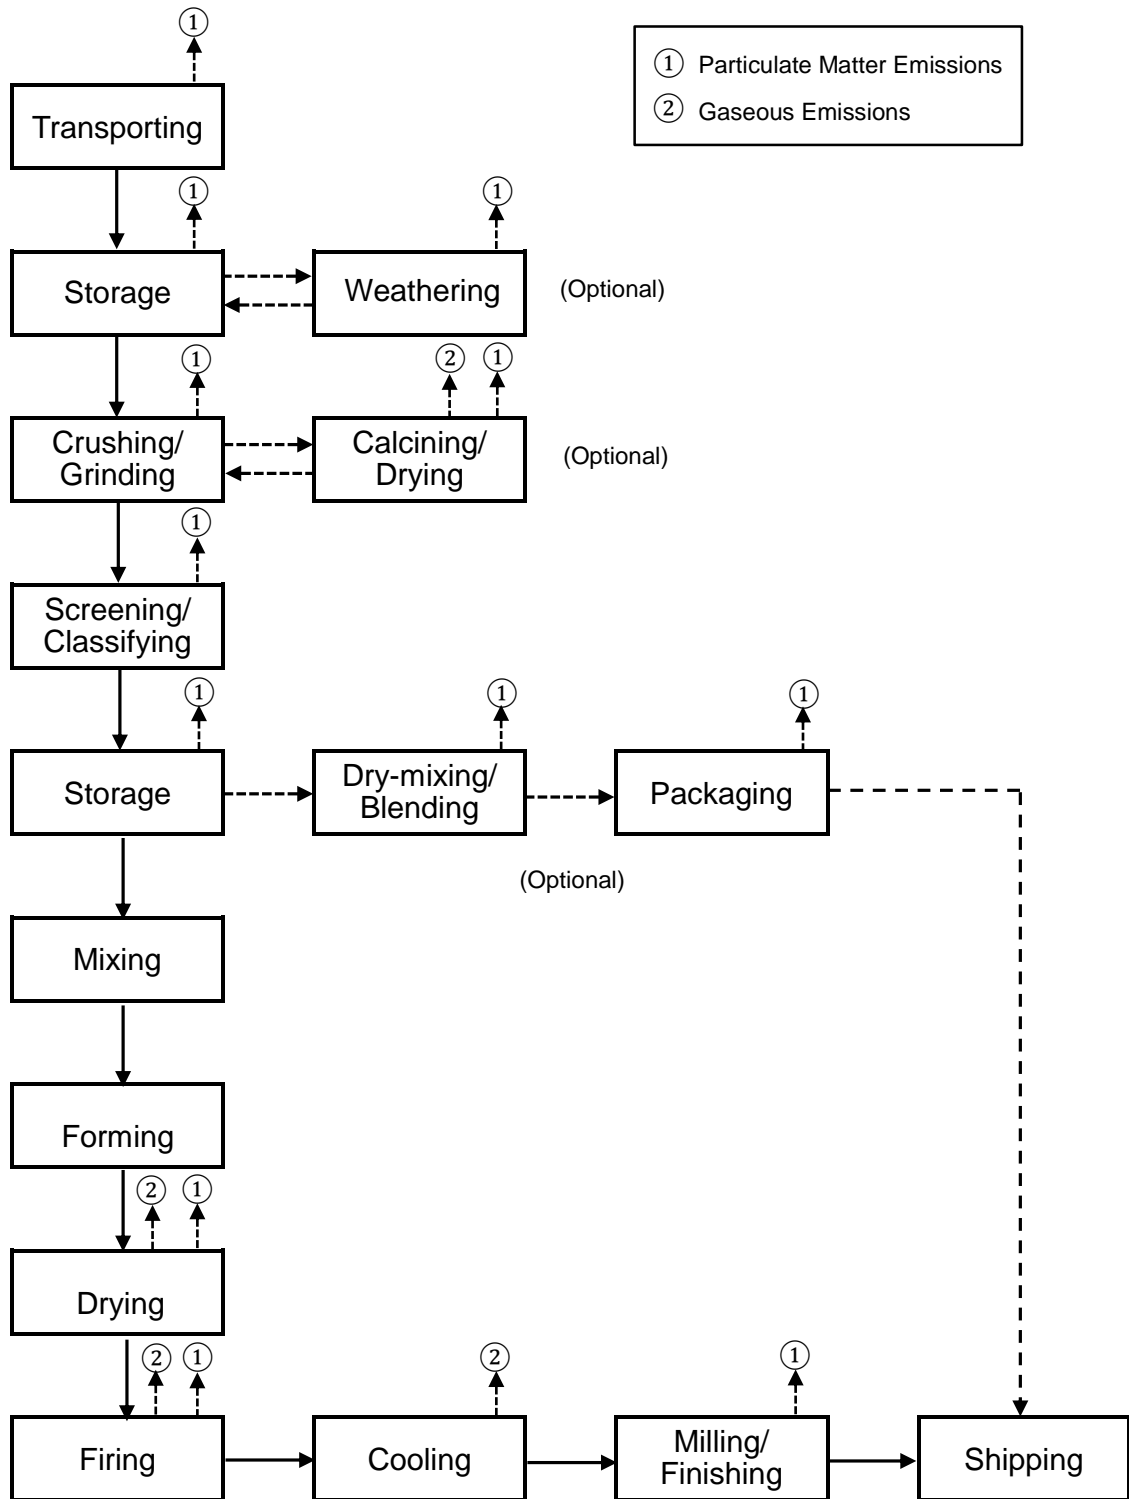 ①
① Particulate Matter Emissions
② Gaseous Emissions
Transporting
① ①
Storage
Weathering
(Optional)
① ② ①
Crushing/
Grinding
Calcining/
Drying
(Optional)
①
Screening/
Classifying
① ① ①
Storage
Dry-mixing/
Blending
Packaging
(Optional)
Mixing
Forming
② ①
Drying
② ① ② ①
Firing
Cooling
Milling/
Finishing
Shipping